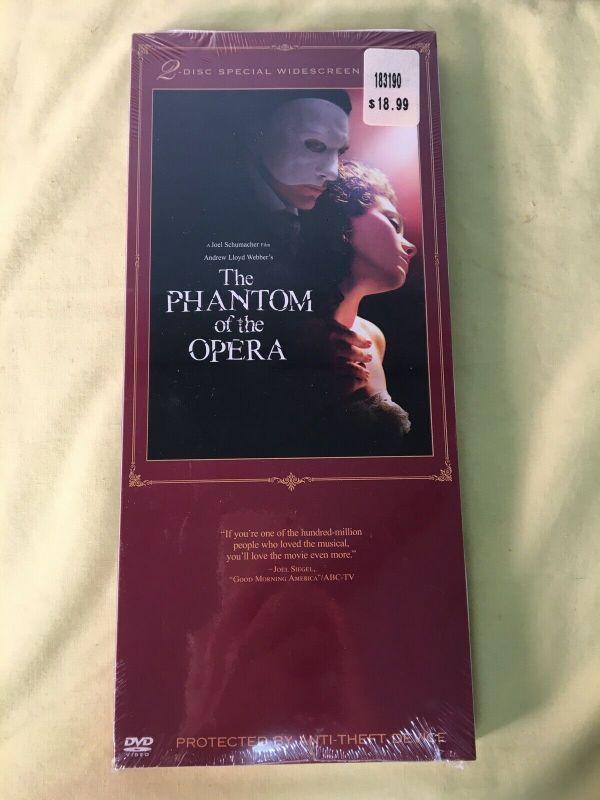 2-DISC SPECIAL WIDESCREEN
183190
$18.99
A Joel Schumacher Film
Andrew Lloyd Webber's
The
PHANTOM
of the
OPERA
"If you're one of the hundred-million
people who loved the musical,
you'll love the movie even more."
–JOEL SIEGEL,
"GOOD MORNING AMERICA"/ABC-TV
DVD
VIDEO
PROTECTED BY ANTI-THEFT DEVICE